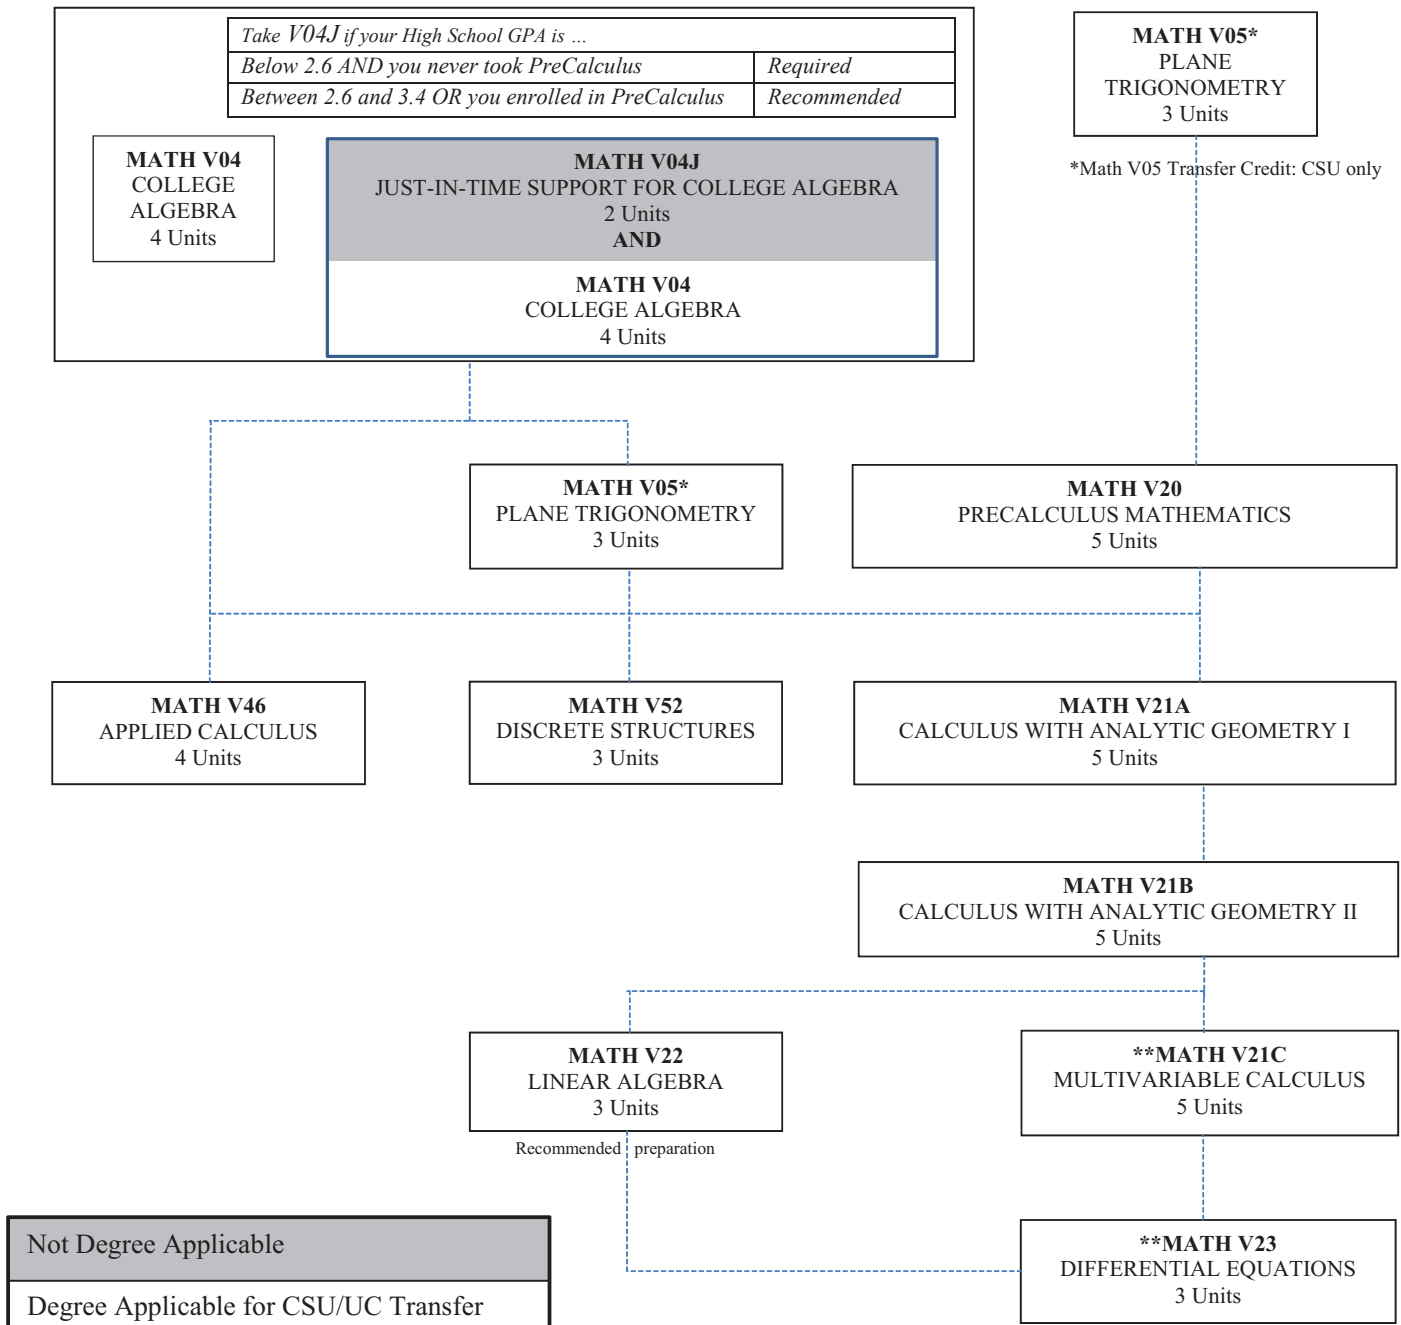 Take V04J if your High School GPA is …
Below 2.6 AND you never took PreCalculus Required
Between 2.6 and 3.4 OR you enrolled in PreCalculus Recommended
MATH V04
COLLEGE
ALGEBRA
4 Units
MATH V04J
JUST-IN-TIME SUPPORT FOR COLLEGE ALGEBRA
2 Units
AND
MATH V04
COLLEGE ALGEBRA
4 Units
MATH V05*
PLANE
TRIGONOMETRY
3 Units
*Math V05 Transfer Credit: CSU only
MATH V05*
PLANE TRIGONOMETRY
3 Units
MATH V20
PRECALCULUS MATHEMATICS
5 Units
MATH V46
APPLIED CALCULUS
4 Units
MATH V52
DISCRETE STRUCTURES
3 Units
MATH V21A
CALCULUS WITH ANALYTIC GEOMETRY I
5 Units
MATH V21B
CALCULUS WITH ANALYTIC GEOMETRY II
5 Units
MATH V22
LINEAR ALGEBRA
3 Units
Recommended preparation
**MATH V21C
MULTIVARIABLE CALCULUS
5 Units
**MATH V23
DIFFERENTIAL EQUATIONS
3 Units
Not Degree Applicable
Degree Applicable for CSU/UC Transfer